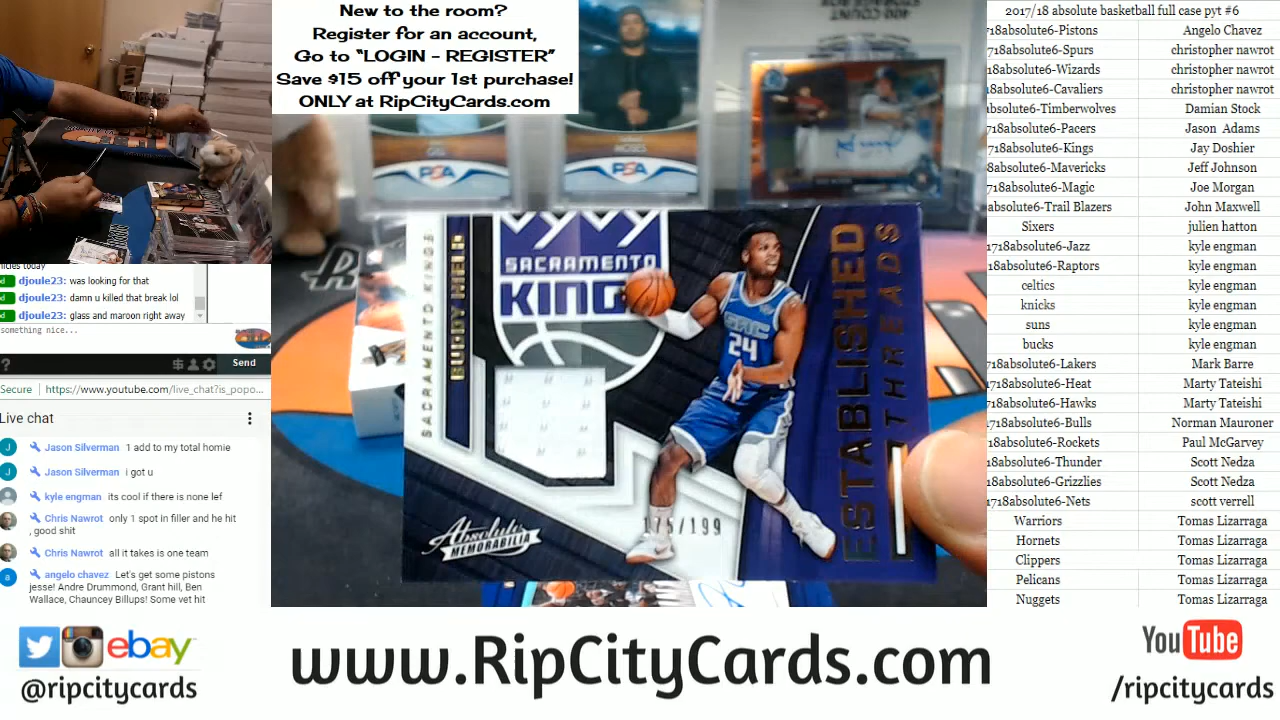 New to the room?
Register for an account,
Go to “LOGIN - REGISTER”
Save $15 off your 1st purchase!
ONLY at RipCityCards.com
400 COUNT
PSA
PSA
SACRAMENTO KINGS
BUDDY HIELD
SACRAMENTO
KINGS
24
ESTABLISHED
THREADS
175/199
Absolute
MEMORABILIA
djoule23: was looking for that
djoule23: damn u killed that break lol
djoule23: glass and maroon right away
something nice...
?
Send
Secure
https://www.youtube.com/live_chat?is_popo...
Live chat
J Jason Silverman 1 add to my total homie
J Jason Silverman i got u
kyle engman its cool if there is none lef
Chris Nawrot only 1 spot in filler and he hit
, good shit
Chris Nawrot all it takes is one team
a angelo chavez Let's get some pistons
jesse! Andre Drummond, Grant hill, Ben
Wallace, Chauncey Billups! Some vet hit
2017/18 absolute basketball full case pyt #6
718absolute6-Pistons Angelo Chavez
718absolute6-Spurs christopher nawrot
18absolute6-Wizards christopher nawrot
18absolute6-Cavaliers christopher nawrot
absolute6-Timberwolves Damian Stock
718absolute6-Pacers Jason Adams
718absolute6-Kings Jay Doshier
8absolute6-Mavericks Jeff Johnson
718absolute6-Magic Joe Morgan
absolute6-Trail Blazers John Maxwell
Sixers julien hatton
1718absolute6-Jazz kyle engman
18absolute6-Raptors kyle engman
celtics kyle engman
knicks kyle engman
suns kyle engman
bucks kyle engman
718absolute6-Lakers Mark Barre
1718absolute6-Heat Marty Tateishi
718absolute6-Hawks Marty Tateishi
1718absolute6-Bulls Norman Mauroner
18absolute6-Rockets Paul McGarvey
18absolute6-Thunder Scott Nedza
18absolute6-Grizzlies Scott Nedza
1718absolute6-Nets scott verrell
Warriors Tomas Lizarraga
Hornets Tomas Lizarraga
Clippers Tomas Lizarraga
Pelicans Tomas Lizarraga
Nuggets Tomas Lizarraga
ebay
@ripcitycards
www.RipCityCards.com
YouTube
/ripcitycards